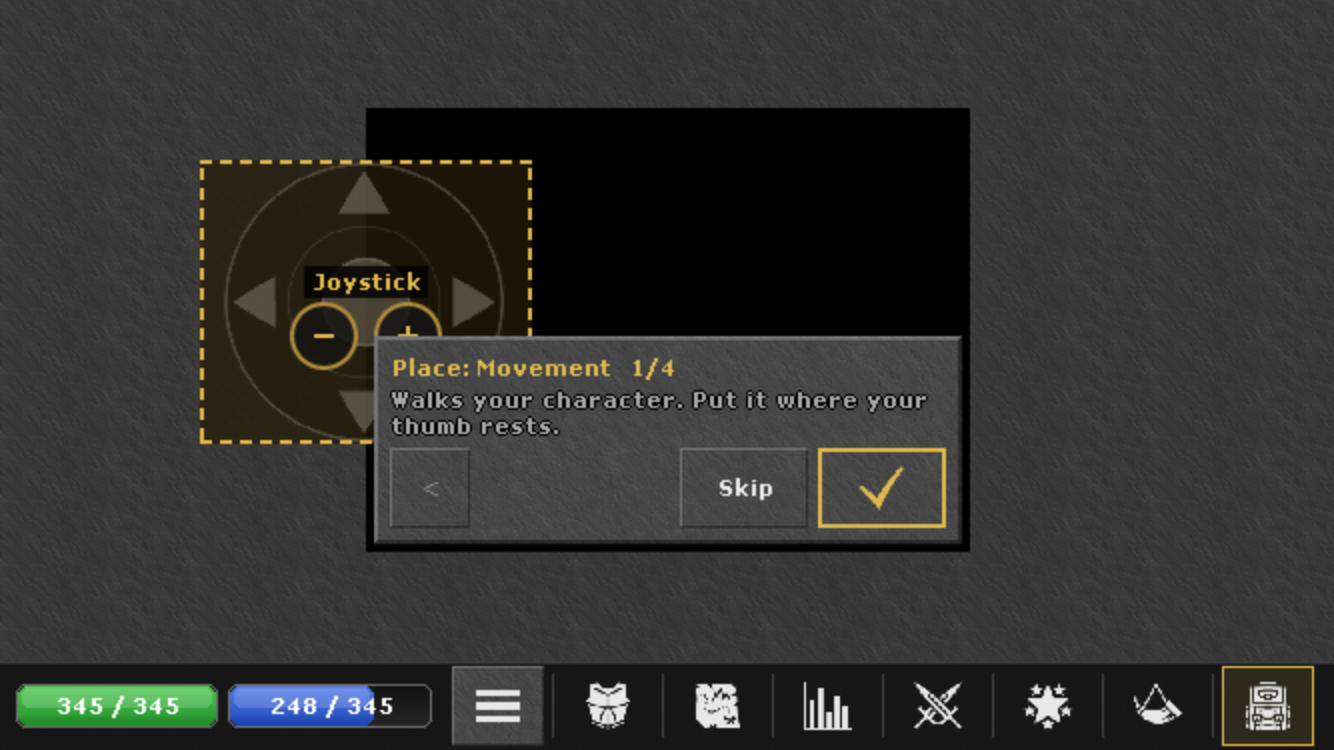 Joystick
- +
Place: Movement 1/4
Walks your character. Put it where your
thumb rests.
< Skip
345 / 345 248 / 345